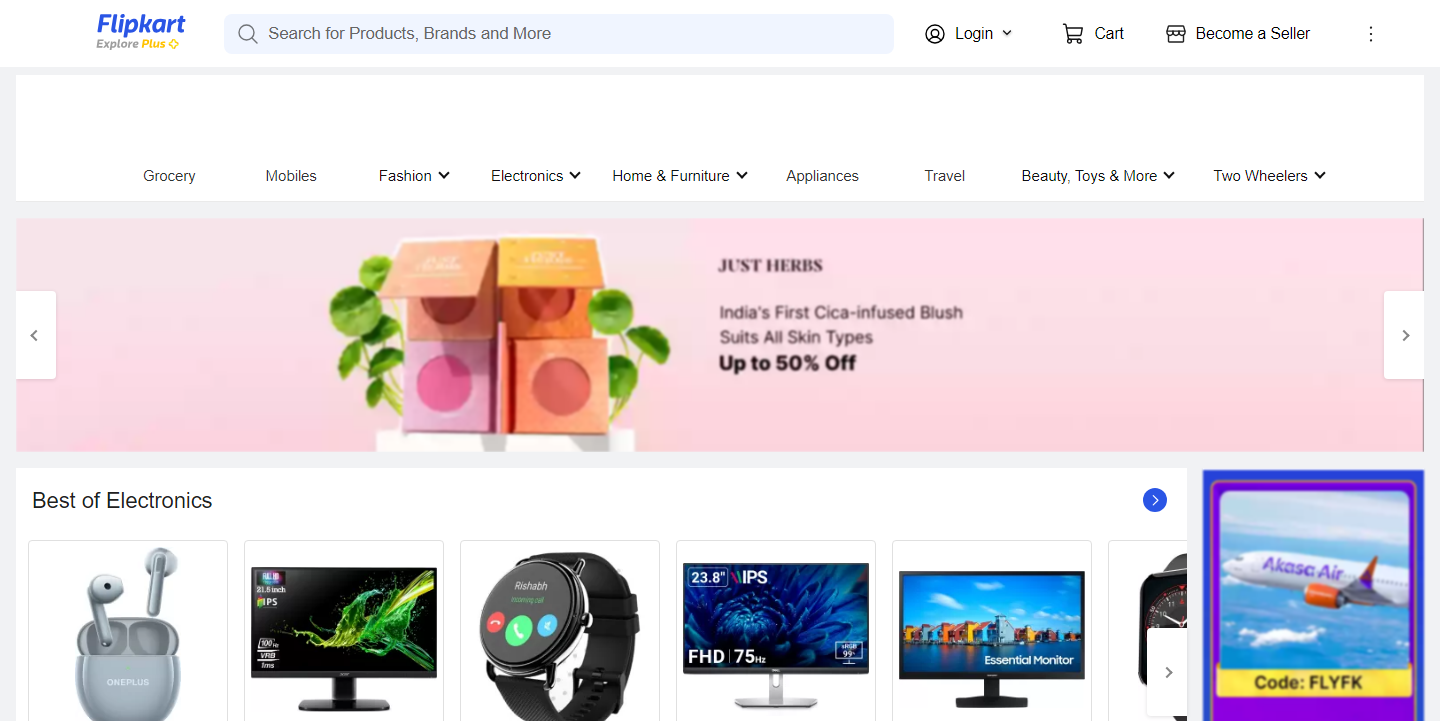 Flipkart
Explore Plus
Search for Products, Brands and More
Login
Cart
Become a Seller
Grocery
Mobiles
Fashion
Electronics
Home & Furniture
Appliances
Travel
Beauty, Toys & More
Two Wheelers
JUST HERBS
India's First Cica-infused Blush
Suits All Skin Types
Up to 50% Off
Best of Electronics
ONEPLUS
21.5 inch
IPS
100Hz
VRB
1ms
Rishabh
Incoming call
23.8" IPS
FHD | 75Hz
sRGB
99%
Essential Monitor
Akasa Air
Code: FLYFK